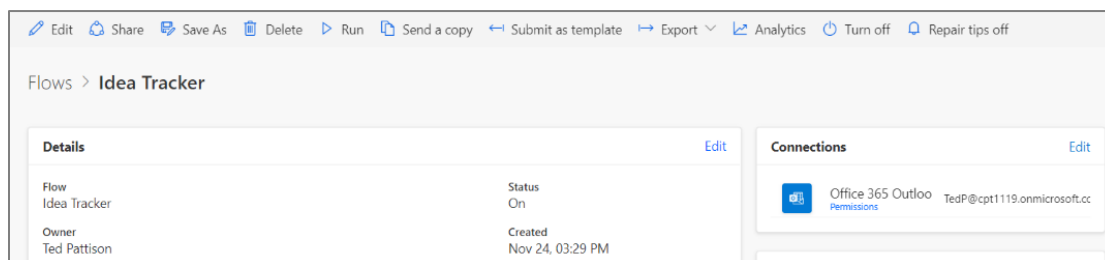 Edit Share Save As Delete Run Send a copy Submit as template Export Analytics Turn off Repair tips off
Flows > Idea Tracker
Details Edit
Flow
Idea Tracker
Status
On
Owner
Ted Pattison
Created
Nov 24, 03:29 PM
Connections Edit
Office 365 Outloo TedP@cpt1119.onmicrosoft.cc
Permissions